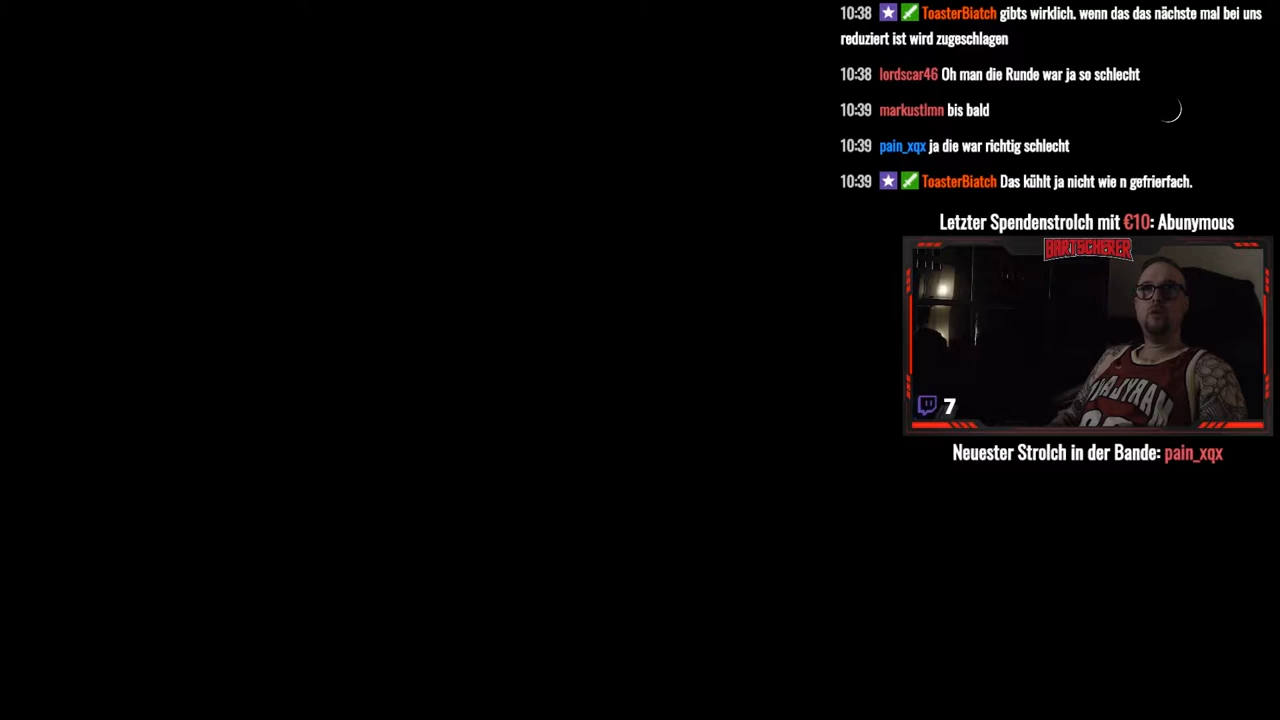 10:38 ToasterBiatch gibts wirklich. wenn das das nächste mal bei uns
reduziert ist wird zugeschlagen
10:38 lordscar46 Oh man die Runde war ja so schlecht
10:39 markustlmn bis bald
10:39 pain_xqx ja die war richtig schlecht
10:39 ToasterBiatch Das kühlt ja nicht wie n gefrierfach.
Letzter Spendenstrolch mit €10: Abunymous
BARTSCHERER
MARYLAND
7
Neuester Strolch in der Bande: pain_xqx